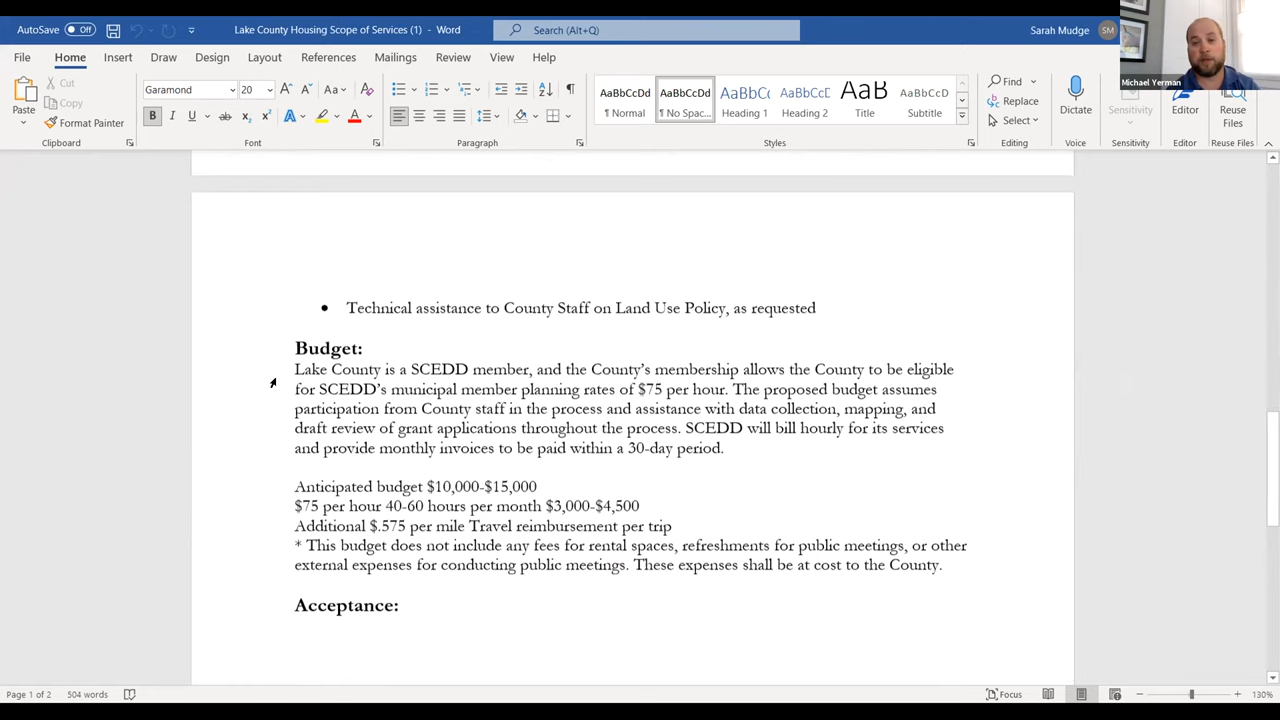 AutoSave Off
Lake County Housing Scope of Services (1) - Word
Search (Alt+Q)
Sarah Mudge SM
Michael Yerman
File Home Insert Draw Design Layout References Mailings Review View Help
Paste
Cut
Copy
Format Painter
Clipboard
Garamond 20
Font
Paragraph
AaBbCcDd AaBbCcDd AaBbCc AaBbCcC AaB AaBbCcD
¶ Normal ¶ No Spac... Heading 1 Heading 2 Title Subtitle
Styles
Find
Replace
Select
Editing
Dictate
Voice
Sensitivity
Sensitivity
Editor
Editor
Reuse Files
Reuse Files
• Technical assistance to County Staff on Land Use Policy, as requested
Budget:
Lake County is a SCEDD member, and the County's membership allows the County to be eligible
for SCEDD's municipal member planning rates of $75 per hour. The proposed budget assumes
participation from County staff in the process and assistance with data collection, mapping, and
draft review of grant applications throughout the process. SCEDD will bill hourly for its services
and provide monthly invoices to be paid within a 30-day period.
Anticipated budget $10,000-$15,000
$75 per hour 40-60 hours per month $3,000-$4,500
Additional $.575 per mile Travel reimbursement per trip
* This budget does not include any fees for rental spaces, refreshments for public meetings, or other
external expenses for conducting public meetings. These expenses shall be at cost to the County.
Acceptance:
Page 1 of 2 504 words
Focus
130%